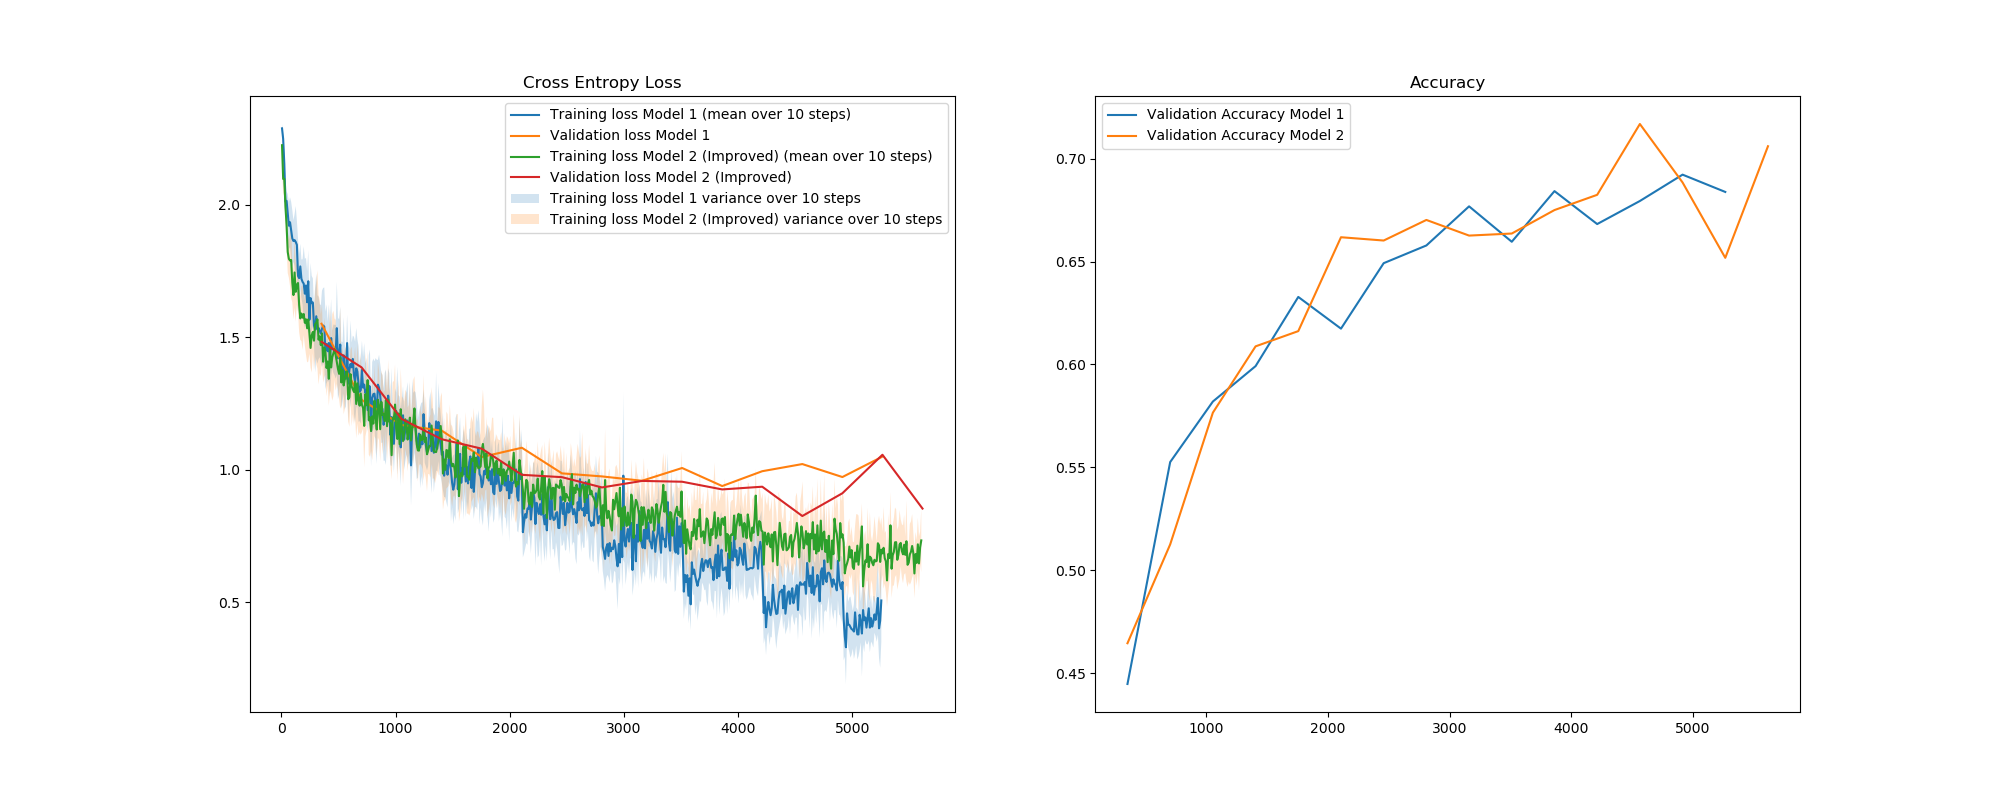 Cross Entropy Loss
Training loss Model 1 (mean over 10 steps)
Validation loss Model 1
Training loss Model 2 (Improved) (mean over 10 steps)
Validation loss Model 2 (Improved)
Training loss Model 1 variance over 10 steps
Training loss Model 2 (Improved) variance over 10 steps
2.0
1.5
1.0
0.5
0 1000 2000 3000 4000 5000
Accuracy
Validation Accuracy Model 1
Validation Accuracy Model 2
0.70
0.65
0.60
0.55
0.50
0.45
1000 2000 3000 4000 5000